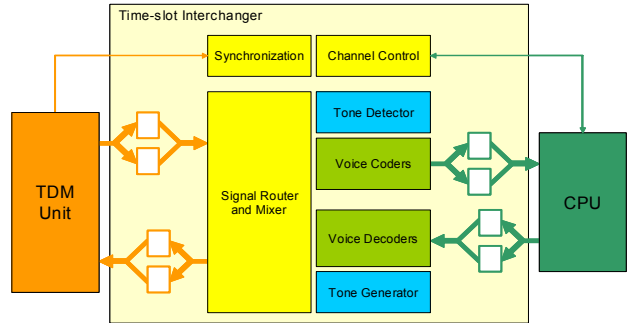 Time-slot Interchanger
Synchronization
Channel Control
Tone Detector
Voice Coders
TDM
Unit
Signal Router
and Mixer
CPU
Voice Decoders
Tone Generator